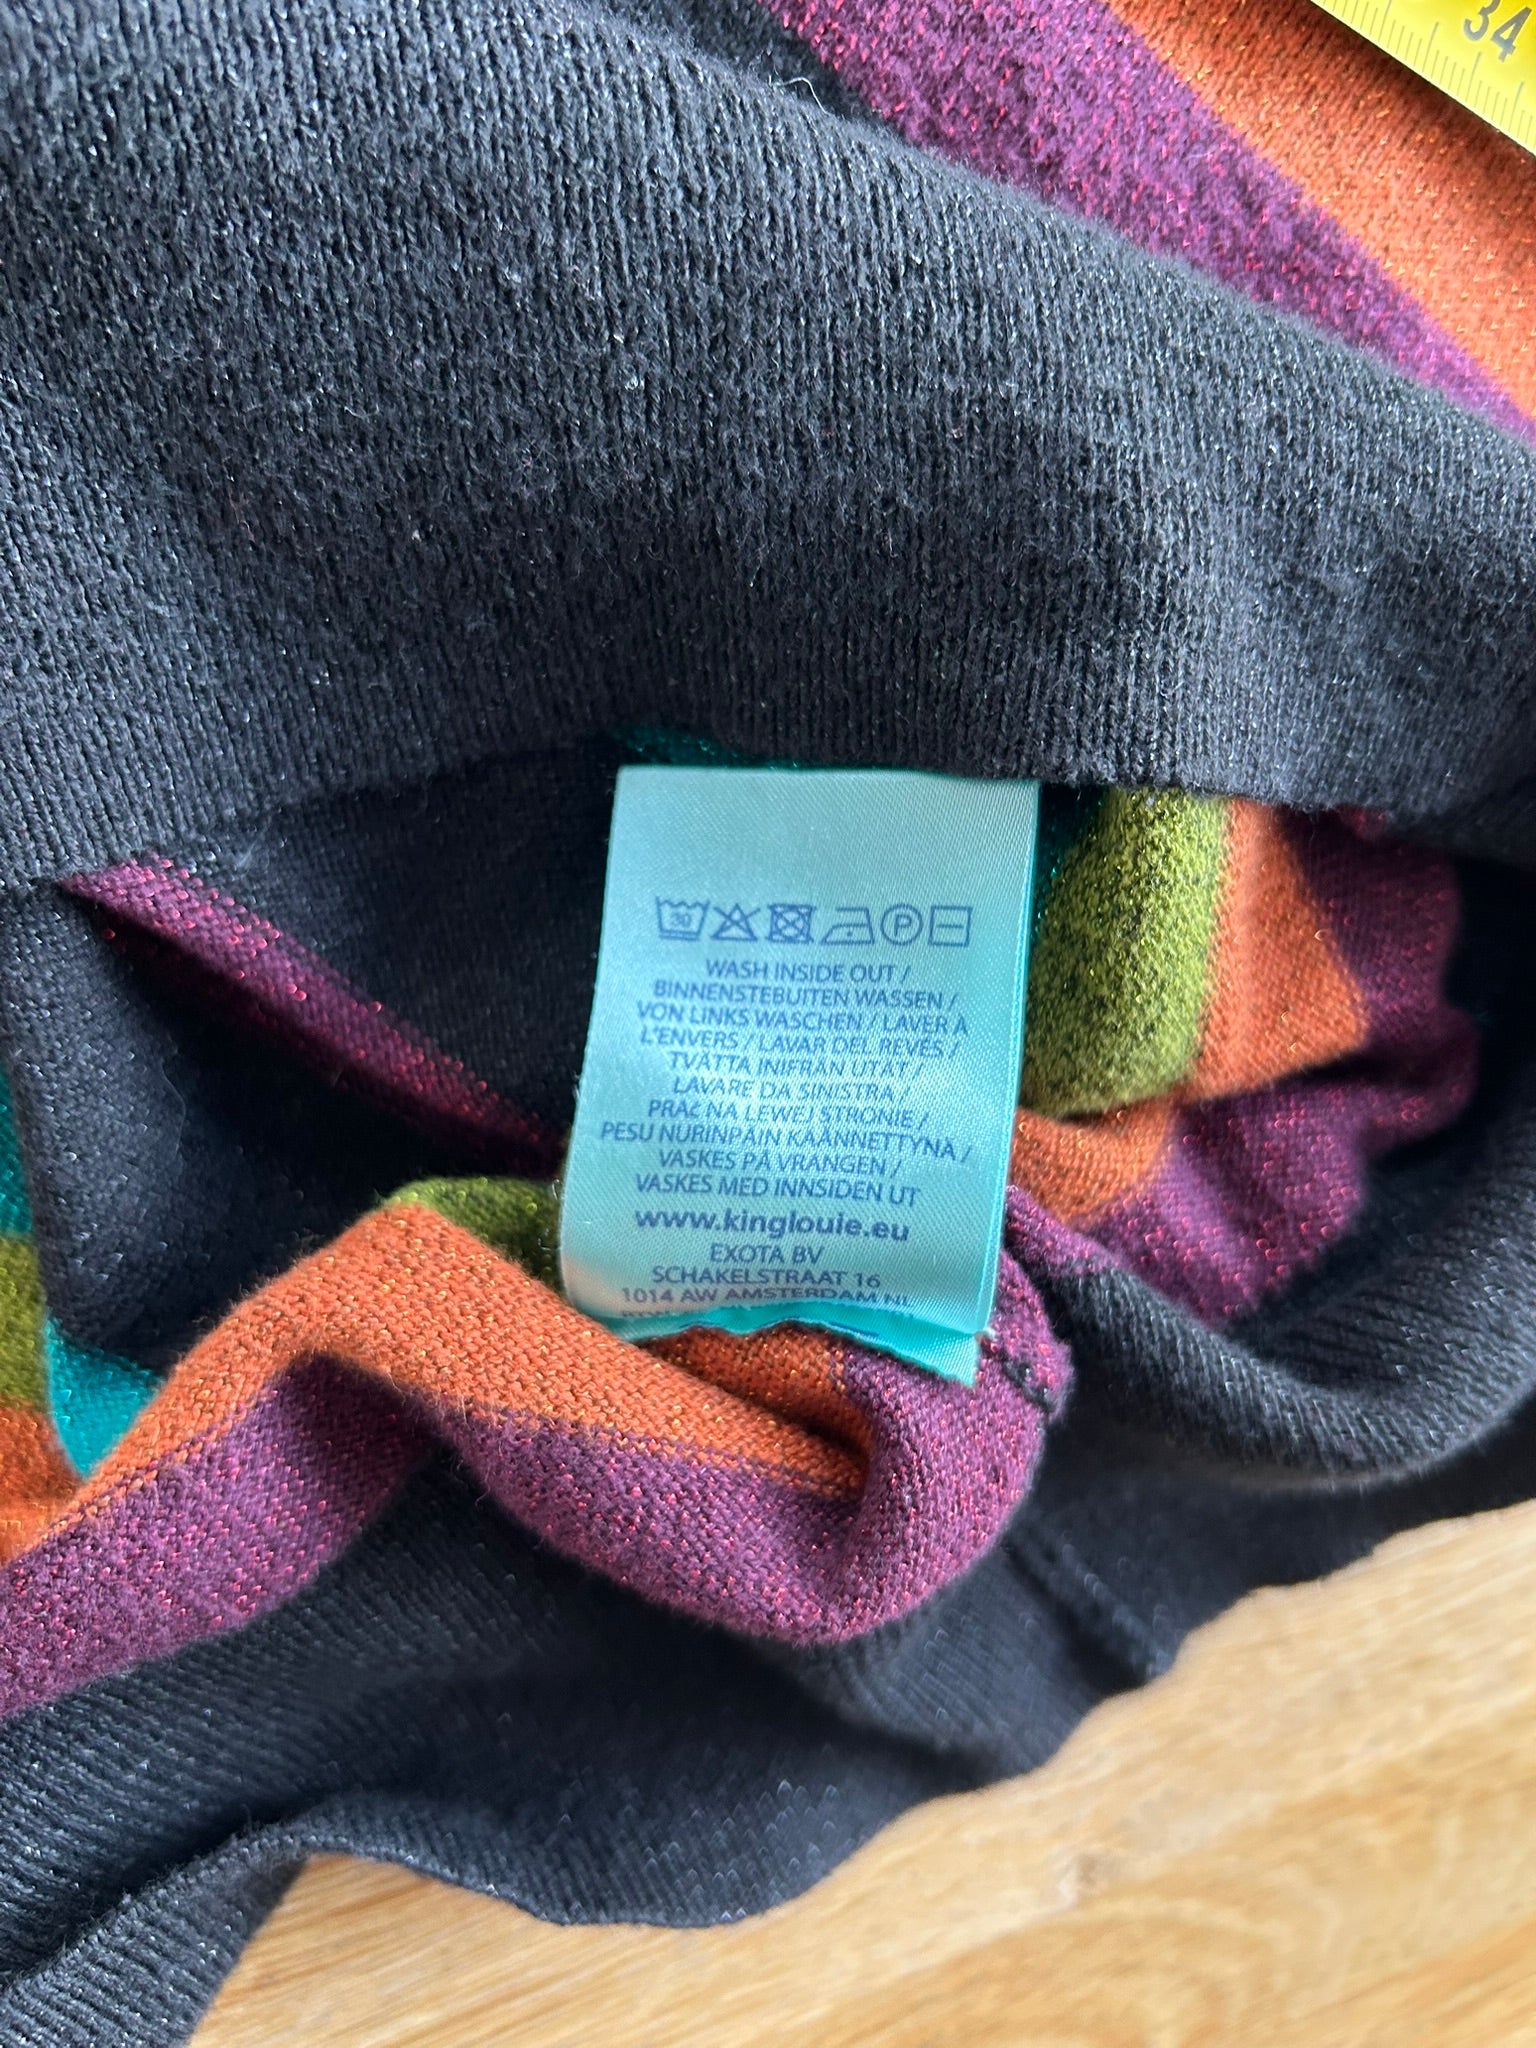 34
30
P
WASH INSIDE OUT /
BINNENSTEBUITEN WASSEN /
VON LINKS WASCHEN / LAVER À
L'ENVERS / LAVAR DEL REVÉS /
TVÄTTA INIFRÅN UTÅT /
LAVARE DA SINISTRA /
PRAĆ NA LEWEJ STRONIE /
PESU NURINPÄIN KÄÄNNETTYNÄ /
VASKES PÅ VRANGEN /
VASKES MED INNSIDEN UT
www.kinglouie.eu
EXOTA BV
SCHAKELSTRAAT 16
1014 AW AMSTERDAM NL